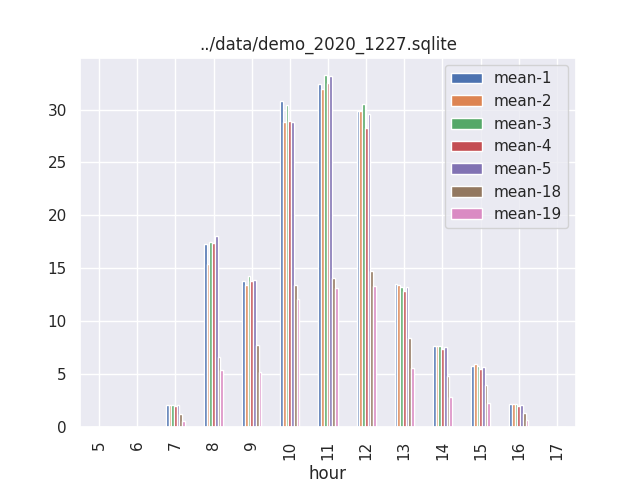 ../data/demo_2020_1227.sqlite
mean-1
mean-2
mean-3
mean-4
mean-5
mean-18
mean-19
30
25
20
15
10
5
0
5 6 7 8 9 10 11 12 13 14 15 16 17
hour